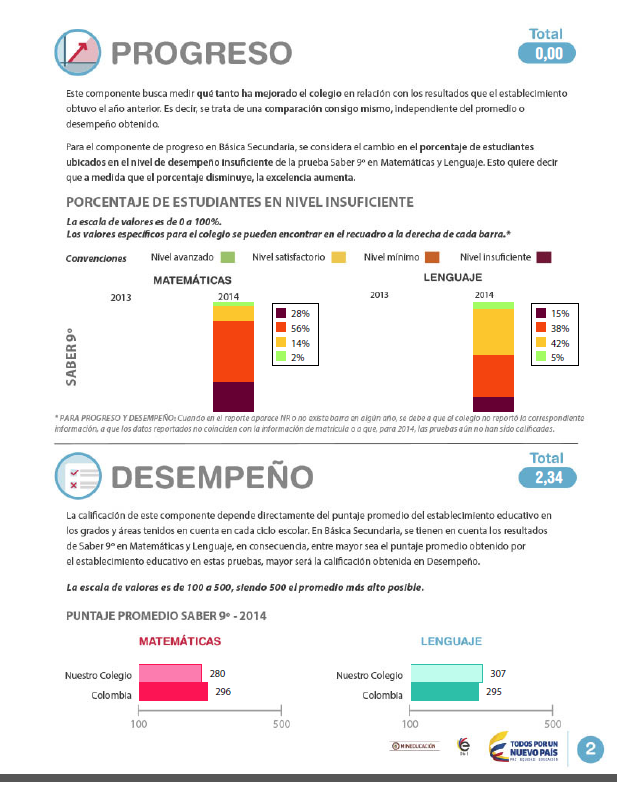 PROGRESO
Total
0,00
Este componente busca medir qué tanto ha mejorado el colegio en relación con los resultados que el establecimiento
obtuvo el año anterior. Es decir, se trata de una comparación consigo mismo, independiente del promedio o
desempeño obtenido.
Para el componente de progreso en Básica Secundaria, se considera el cambio en el porcentaje de estudiantes
ubicados en el nivel de desempeño insuficiente de la prueba Saber 9º en Matemáticas y Lenguaje. Esto quiere decir
que a medida que el porcentaje disminuye, la excelencia aumenta.
PORCENTAJE DE ESTUDIANTES EN NIVEL INSUFICIENTE
La escala de valores es de 0 a 100%.
Los valores específicos para el colegio se pueden encontrar en el recuadro a la derecha de cada barra.*
Convenciones Nivel avanzado Nivel satisfactorio Nivel mínimo Nivel insuficiente
MATEMÁTICAS
LENGUAJE
2013 2014
2013 2014
SABER 9º
28%
56%
14%
2%
15%
38%
42%
5%
* PARA PROGRESO Y DESEMPEÑO: Cuando en el reporte aparece NR o no exista barra en algún año, se debe a que el colegio no reportó la correspondiente
información, a que los datos reportados no coinciden con la información de matrícula o a que, para 2014, las pruebas aún no han sido calificadas.
DESEMPEÑO
Total
2,34
La calificación de este componente depende directamente del puntaje promedio del establecimiento educativo en
los grados y áreas tenidos en cuenta en cada ciclo escolar. En Básica Secundaria, se tienen en cuenta los resultados
de Saber 9º en Matemáticas y Lenguaje, en consecuencia, entre mayor sea el puntaje promedio obtenido por
el establecimiento educativo en estas pruebas, mayor será la calificación obtenida en Desempeño.
La escala de valores es de 100 a 500, siendo 500 el promedio más alto posible.
PUNTAJE PROMEDIO SABER 9º - 2014
MATEMÁTICAS
Nuestro Colegio 280
Colombia 296
100 500
LENGUAJE
Nuestro Colegio 307
Colombia 295
100 500
MINEDUCACIÓN
TODOS POR UN
NUEVO PAÍS
PAZ EQUIDAD EDUCACIÓN
2